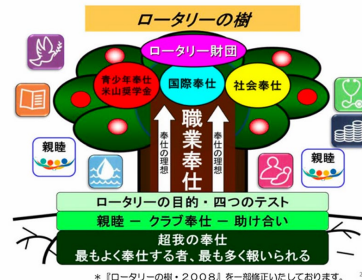 ロータリーの樹
ロータリー財団
青少年奉仕
米山奨学金
国際奉仕
社会奉仕
職業奉仕
奉仕の理想
奉仕の理想
親睦
親睦
ロータリーの目的・四つのテスト
親睦 － クラブ奉仕 － 助け合い
超我の奉仕
最もよく奉仕する者、最も多く報いられる
＊『ロータリーの樹・２００８』を一部修正いたしております。